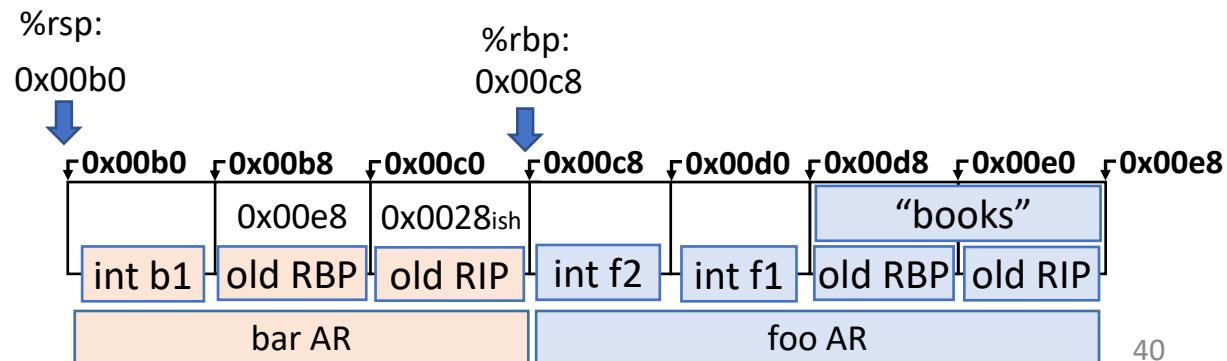 %rsp:
0x00b0
%rbp:
0x00c8
0x00b0 0x00b8 0x00c0 0x00c8 0x00d0 0x00d8 0x00e0 0x00e8
0x00e8 0x0028ish “books”
int b1 old RBP old RIP int f2 int f1 old RBP old RIP
bar AR foo AR
40